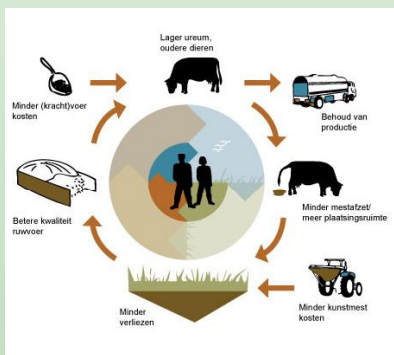 Lager ureum,
oudere dieren
Minder (kracht)voer
kosten
Behoud van
productie
Minder mestafzet/
meer plaatsingsruimte
Betere kwaliteit
ruwvoer
Minder
verliezen
Minder kunstmest
kosten